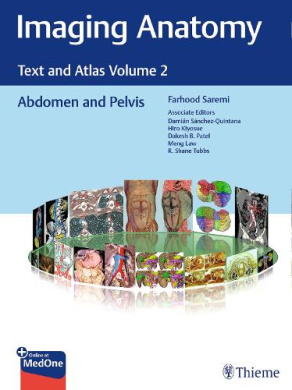 Imaging Anatomy
Text and Atlas Volume 2
Abdomen and Pelvis
Farhood Saremi
Associate Editors
Damián Sánchez-Quintana
Hiro Kiyosue
Dakesh B. Patel
Meng Law
R. Shane Tubbs
Online at
MedOne
Thieme